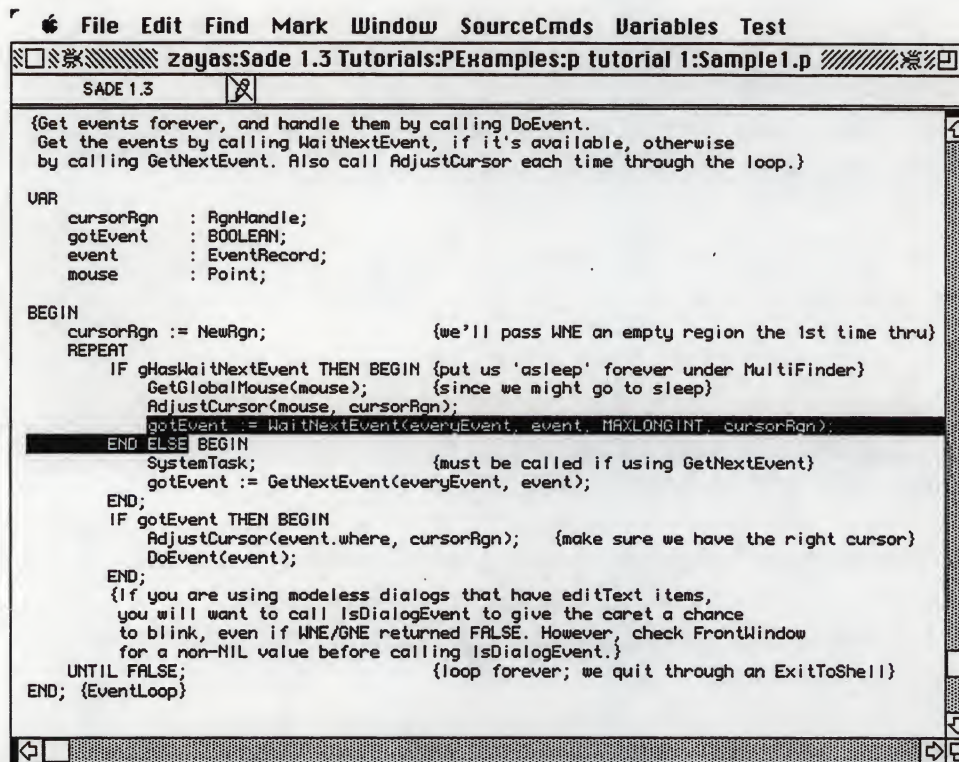 File Edit Find Mark Window SourceCmds Variables Test
zayas:Sade 1.3 Tutorials:PExamples:p tutorial 1:Sample1.p
SADE 1.3
{Get events forever, and handle them by calling DoEvent.
Get the events by calling WaitNextEvent, if it's available, otherwise
by calling GetNextEvent. Also call AdjustCursor each time through the loop.}
VAR
cursorRgn : RgnHandle;
gotEvent : BOOLEAN;
event : EventRecord;
mouse : Point;
BEGIN
cursorRgn := NewRgn; {we'll pass WNE an empty region the 1st time thru}
REPEAT
IF gHasWaitNextEvent THEN BEGIN {put us 'asleep' forever under MultiFinder}
GetGlobalMouse(mouse); {since we might go to sleep}
AdjustCursor(mouse, cursorRgn);
gotEvent := WaitNextEvent(everyEvent, event, MAXLONGINT, cursorRgn);
END ELSE BEGIN
SystemTask; {must be called if using GetNextEvent}
gotEvent := GetNextEvent(everyEvent, event);
END;
IF gotEvent THEN BEGIN
AdjustCursor(event.where, cursorRgn); {make sure we have the right cursor}
DoEvent(event);
END;
{If you are using modeless dialogs that have editText items,
you will want to call IsDialogEvent to give the caret a chance
to blink, even if WNE/GNE returned FALSE. However, check FrontWindow
for a non-NIL value before calling IsDialogEvent.}
UNTIL FALSE; {loop forever; we quit through an ExitToShell}
END; {EventLoop}